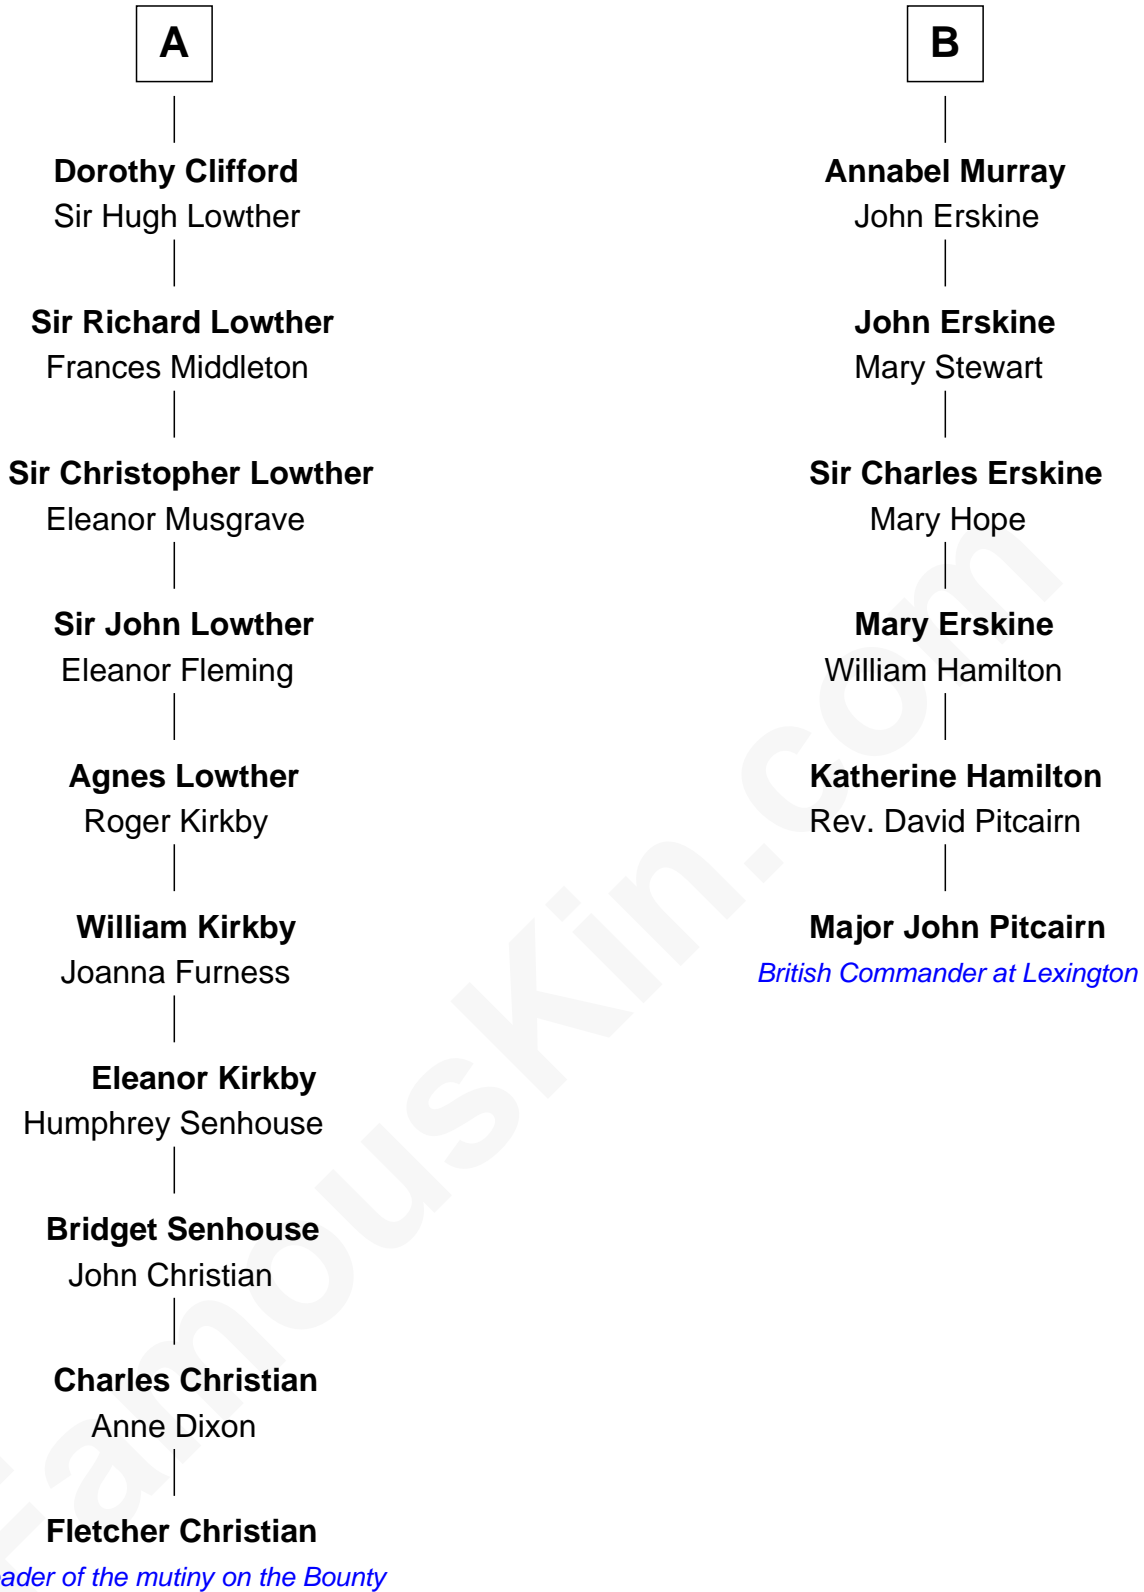 A
Dorothy Clifford
Sir Hugh Lowther
Sir Richard Lowther
Frances Middleton
Sir Christopher Lowther
Eleanor Musgrave
Sir John Lowther
Eleanor Fleming
Agnes Lowther
Roger Kirkby
William Kirkby
Joanna Furness
Eleanor Kirkby
Humphrey Senhouse
Bridget Senhouse
John Christian
Charles Christian
Anne Dixon
Fletcher Christian
of the mutiny on the Bounty
B
Annabel Murray
John Erskine
John Erskine
Mary Stewart
Sir Charles Erskine
Mary Hope
Mary Erskine
William Hamilton
Katherine Hamilton
Rev. David Pitcairn
Major John Pitcairn
British Commander at Lexington
FamousKin.com